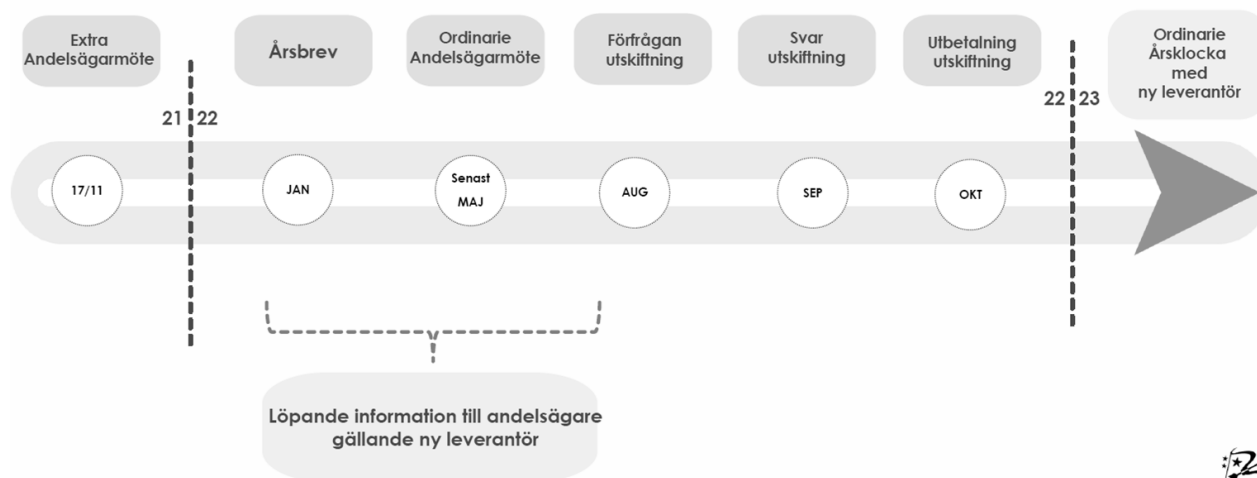 Extra
Andelsägarmöte
Årsbrev
Ordinarie
Andelsägarmöte
Förfrågan
utskiftning
Svar
utskiftning
Utbetalning
utskiftning
Ordinarie
Årsklocka
med
ny leverantör
21 22
22 23
17/11
JAN
Senast
MAJ
AUG
SEP
OKT
Löpande information till andelsägare
gällande ny leverantör